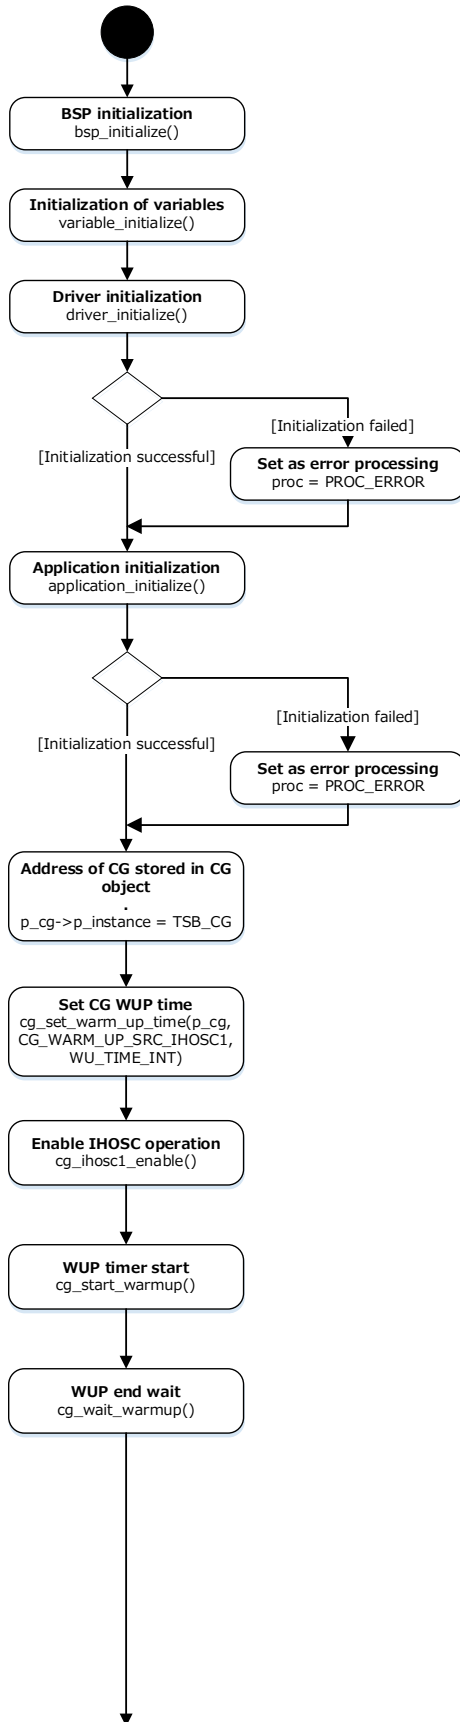 BSP initialization
bsp_initialize()
Initialization of variables
variable_initialize()
Driver initialization
driver_initialize()
[Initialization failed]
[Initialization successful]
Set as error processing
proc = PROC_ERROR
Application initialization
application_initialize()
[Initialization failed]
[Initialization successful]
Set as error processing
proc = PROC_ERROR
Address of CG stored in CG
object
.
p_cg->p_instance = TSB_CG
Set CG WUP time
cg_set_warm_up_time(p_cg,
CG_WARM_UP_SRC_IHOSC1,
WU_TIME_INT)
Enable IHOSC operation
cg_ihosc1_enable()
WUP timer start
cg_start_warmup()
WUP end wait
cg_wait_warmup()